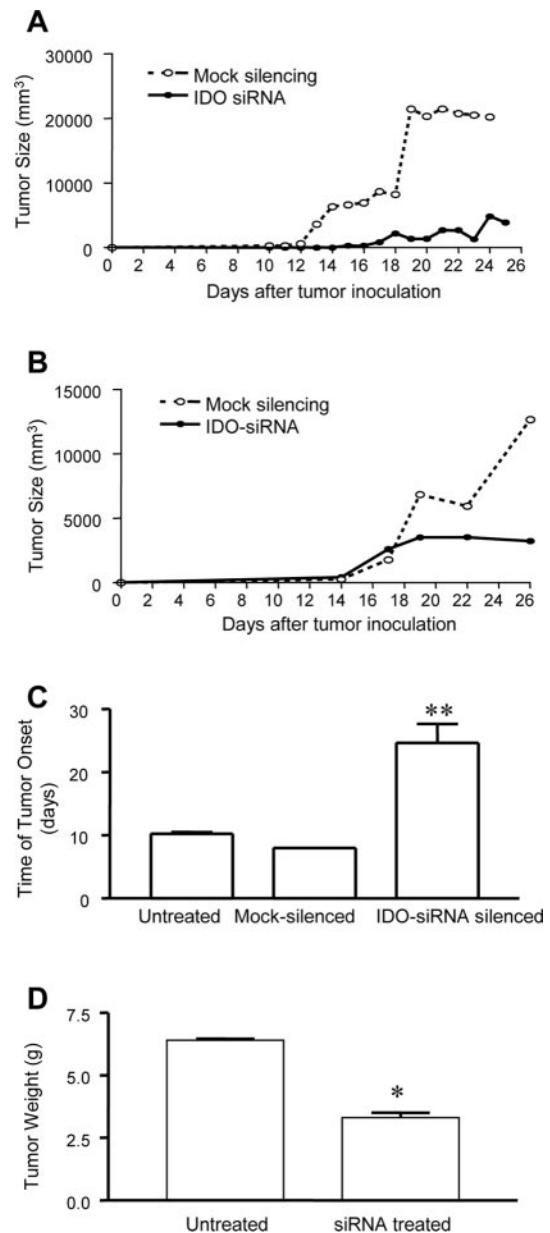 A
30000
20000
10000
0
Tumor Size (mm³)
Mock silencing
IDO siRNA
0 2 4 6 8 10 12 14 16 18 20 22 24 26
Days after tumor inoculation
B
15000
10000
5000
0
Tumor Size (mm³)
Mock silencing
IDO-siRNA
0 2 4 6 8 10 12 14 16 18 20 22 24 26
Days after tumor inoculation
C
30
20
10
0
Time of Tumor Onset
(days)
**
Untreated Mock-silenced IDO-siRNA silenced
D
7.5
5.0
2.5
0.0
Tumor Weight (g)
*
Untreated siRNA treated